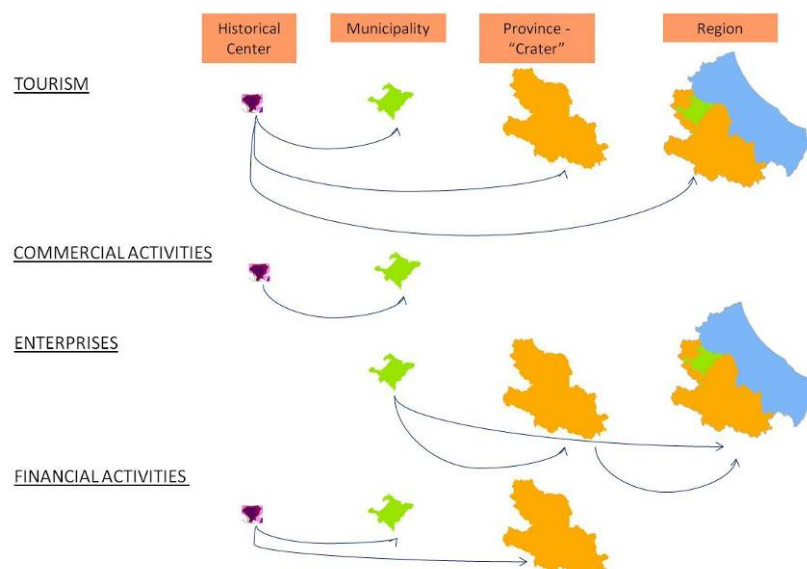 Historical
Center
Municipality
Province -
“Crater”
Region
TOURISM
COMMERCIAL ACTIVITIES
ENTERPRISES
FINANCIAL ACTIVITIES